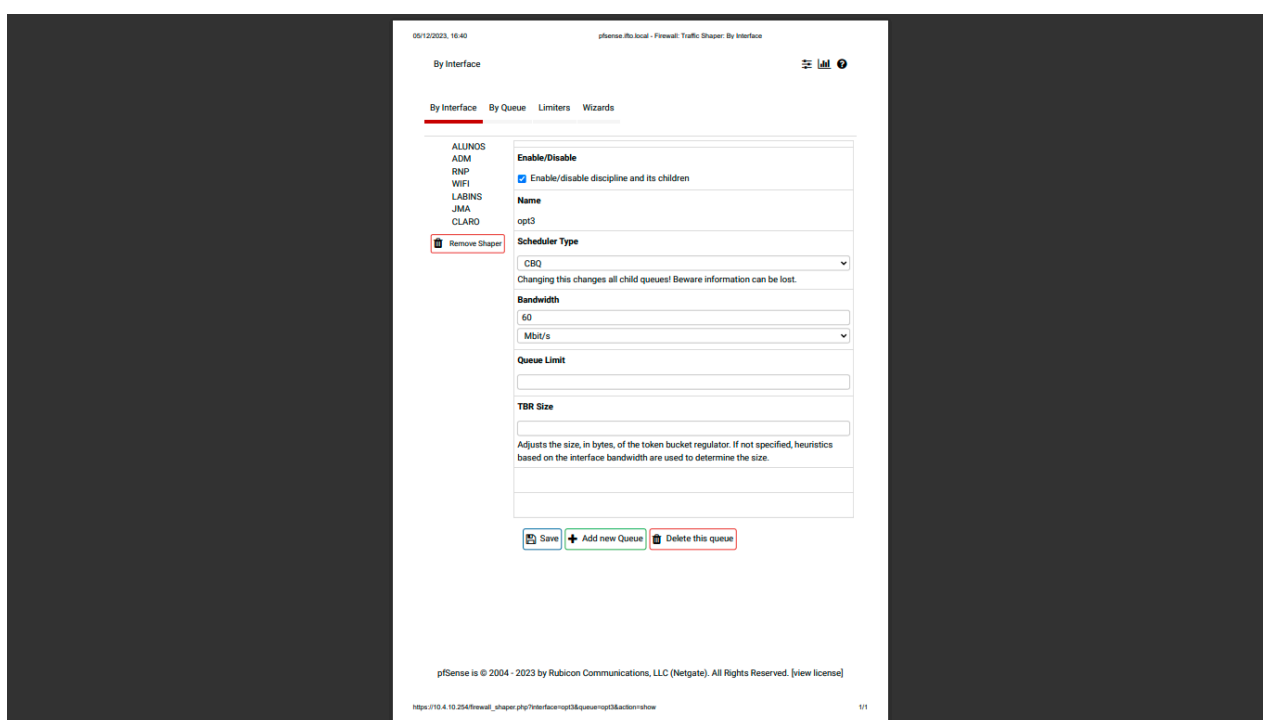 05/12/2023, 16:40 pfsense.ifto.local - Firewall: Traffic Shaper: By Interface
By Interface
By Interface By Queue Limiters Wizards
ALUNOS
ADM
RNP
WIFI
LABINS
JMA
CLARO
Remove Shaper
Enable/Disable
Enable/disable discipline and its children
Name
opt3
Scheduler Type
CBQ
Changing this changes all child queues! Beware information can be lost.
Bandwidth
60
Mbit/s
Queue Limit
TBR Size
Adjusts the size, in bytes, of the token bucket regulator. If not specified, heuristics
based on the interface bandwidth are used to determine the size.
Save Add new Queue Delete this queue
pfSense is © 2004 - 2023 by Rubicon Communications, LLC (Netgate). All Rights Reserved. [view license]
https://10.4.10.254/firewall_shaper.php?interface=opt3&queue=opt3&action=show 1/1